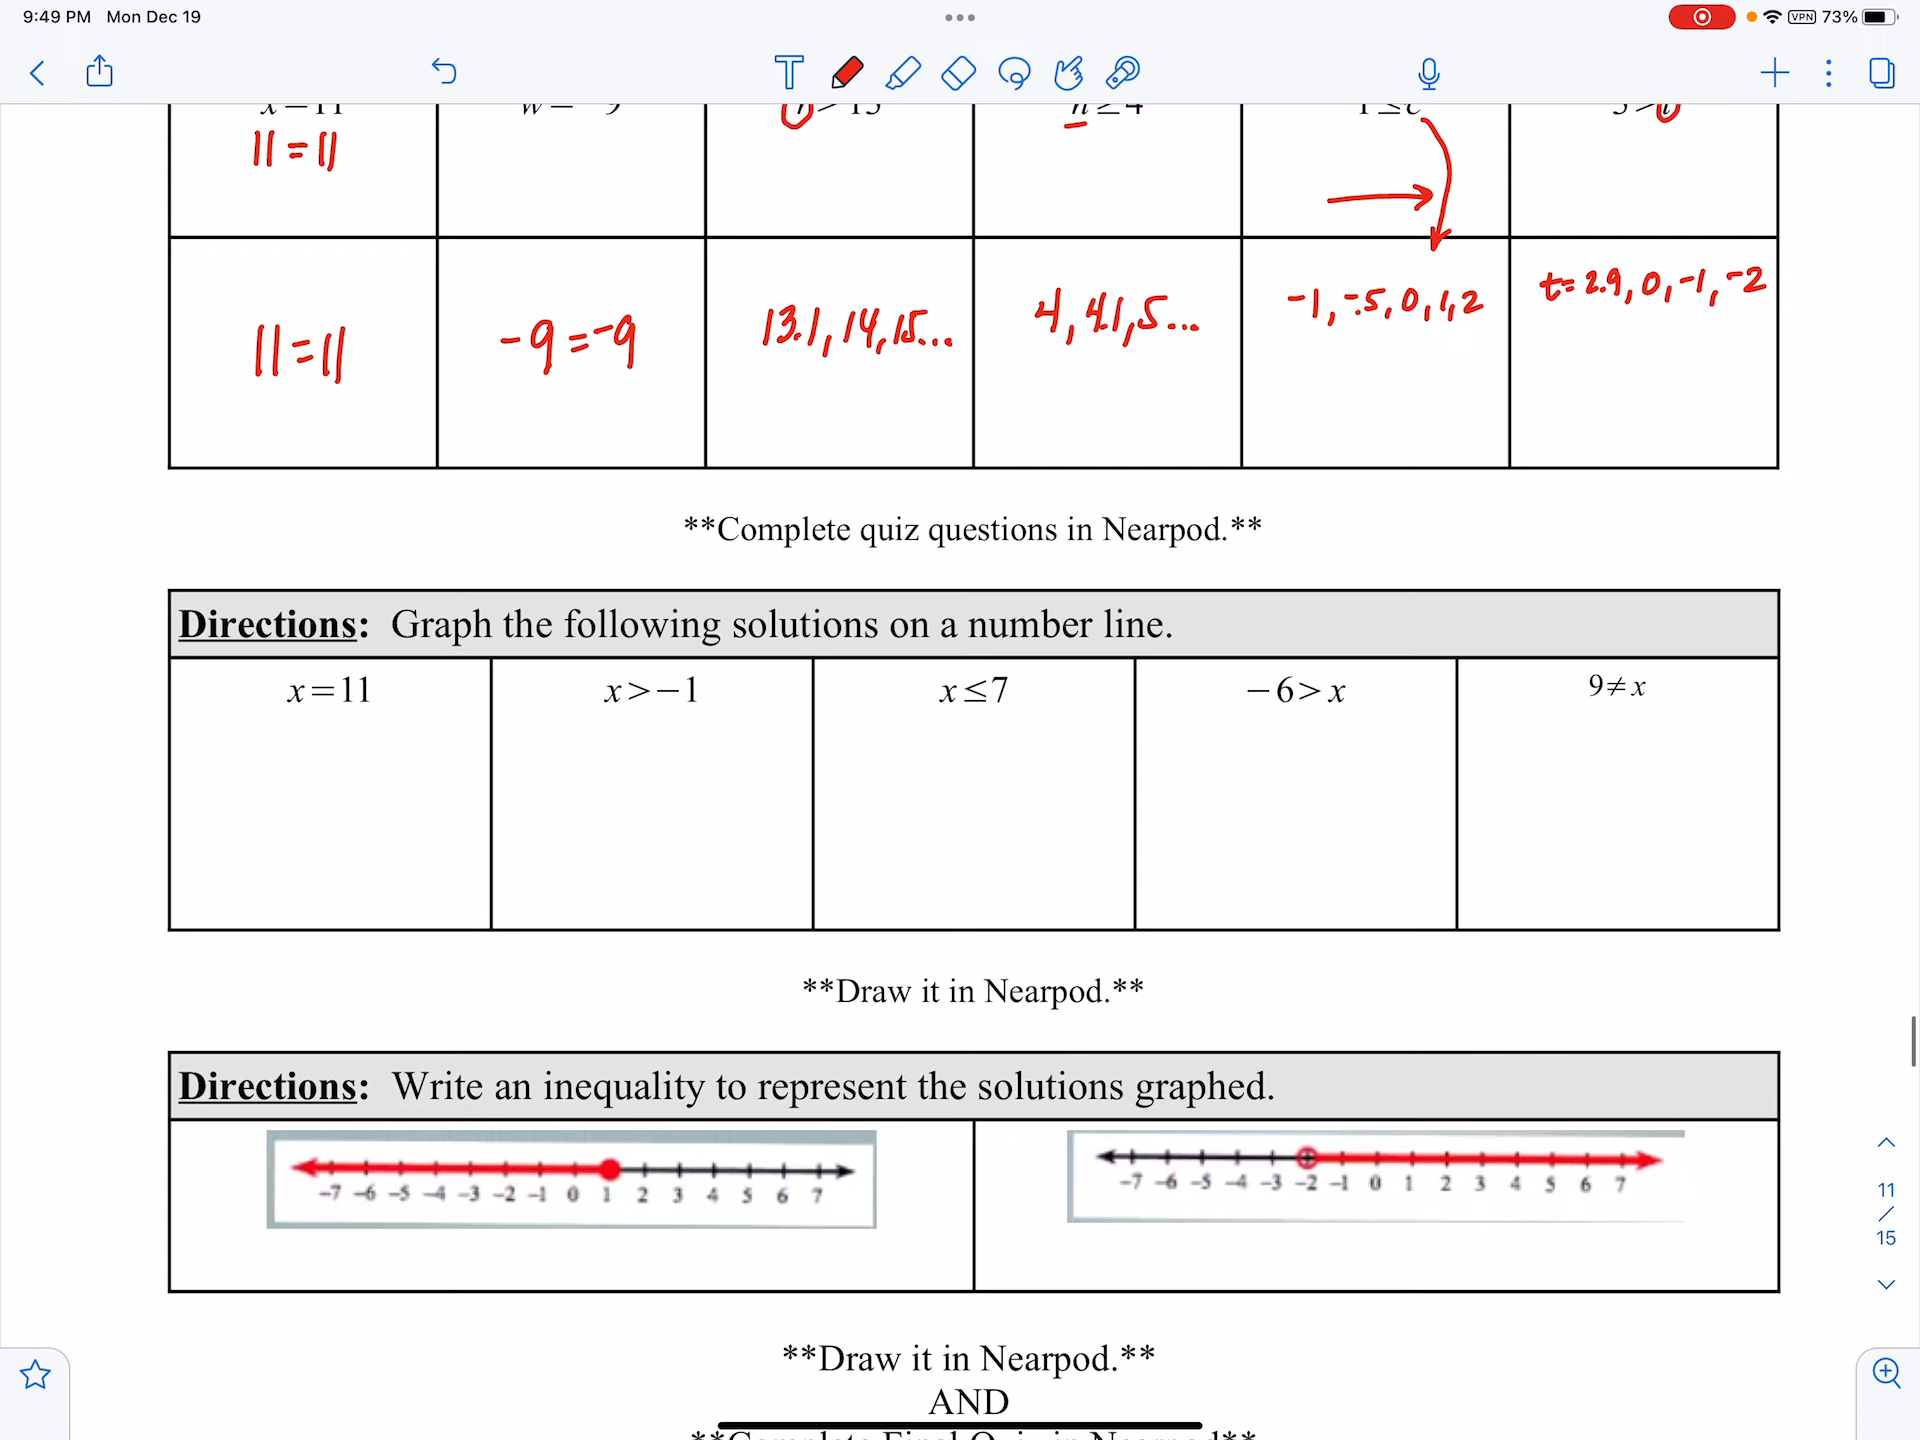 9:49 PM Mon Dec 19
VPN 73%
T
11 = 11
11 = 11
-9 = -9
13.1, 14, 15...
4, 4.1, 5...
-1, -.5, 0, 1, 2
t = 2.9, 0, -1, -2
**Complete quiz questions in Nearpod.**
Directions: Graph the following solutions on a number line.
x=11
x>−1
x≤7
−6>x
9≠x
**Draw it in Nearpod.**
Directions: Write an inequality to represent the solutions graphed.
-7 -6 -5 -4 -3 -2 -1 0 1 2 3 4 5 6 7
-7 -6 -5 -4 -3 -2 -1 0 1 2 3 4 5 6 7
11
/
15
**Draw it in Nearpod.**
AND